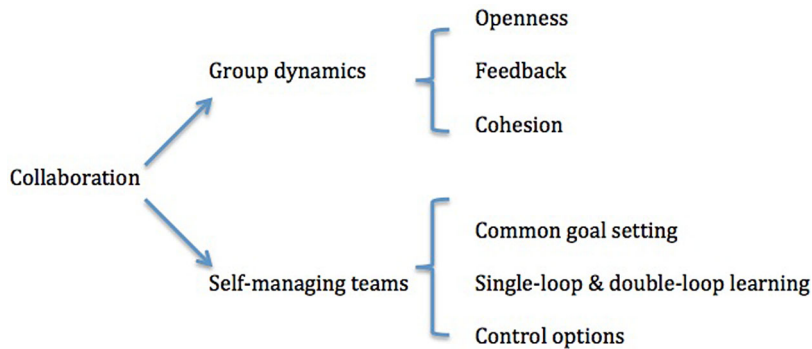 Openness
Group dynamics
Feedback
Cohesion
Collaboration
Common goal setting
Self-managing teams
Single-loop & double-loop learning
Control options